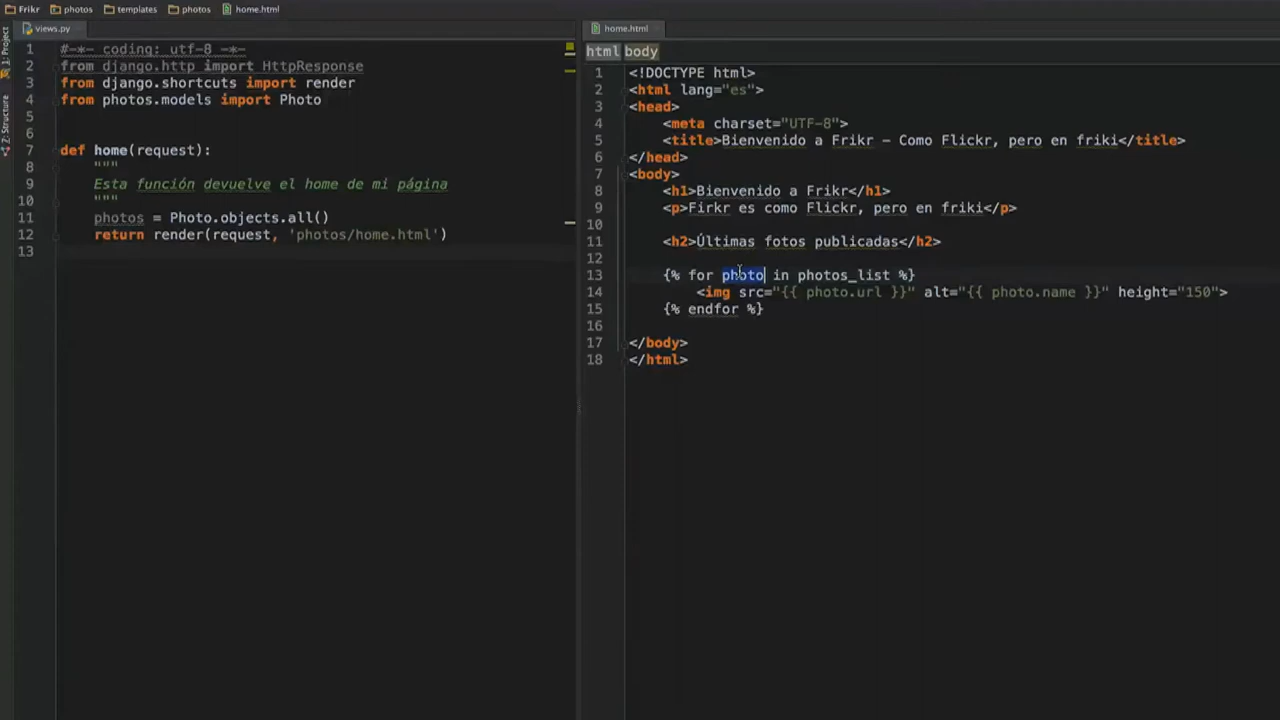 Frikr photos templates photos home.html
views.py
1 #-*- coding: utf-8 -*-
2 from django.http import HttpResponse
3 from django.shortcuts import render
4 from photos.models import Photo
5
6
7 def home(request):
8 """
9 Esta función devuelve el home de mi página
10 """
11 photos = Photo.objects.all()
12 return render(request, 'photos/home.html')
13
home.html
html body
1 <!DOCTYPE html>
2 <html lang="es">
3 <head>
4 <meta charset="UTF-8">
5 <title>Bienvenido a Frikr - Como Flickr, pero en friki</title>
6 </head>
7 <body>
8 <h1>Bienvenido a Frikr</h1>
9 <p>Firkr es como Flickr, pero en friki</p>
10
11 <h2>Últimas fotos publicadas</h2>
12
13 {% for photo in photos_list %}
14 <img src="{{ photo.url }}" alt="{{ photo.name }}" height="150">
15 {% endfor %}
16
17 </body>
18 </html>
1: Project
Z: Structure